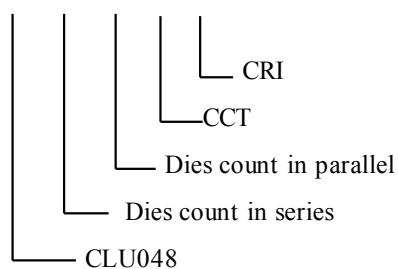 CRI
CCT
Dies count in parallel
Dies count in series
CLU048